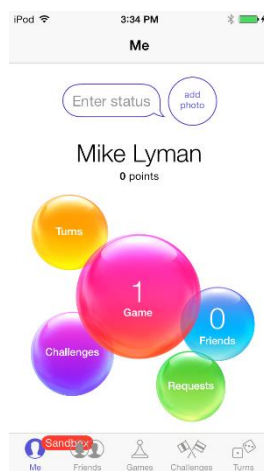 iPod 3:34 PM
Me
Enter status
add
photo
Mike Lyman
0 points
Turns
1
Game
0
Friends
Challenges
Requests
Sandbox
Me Friends Games Challenges Turns